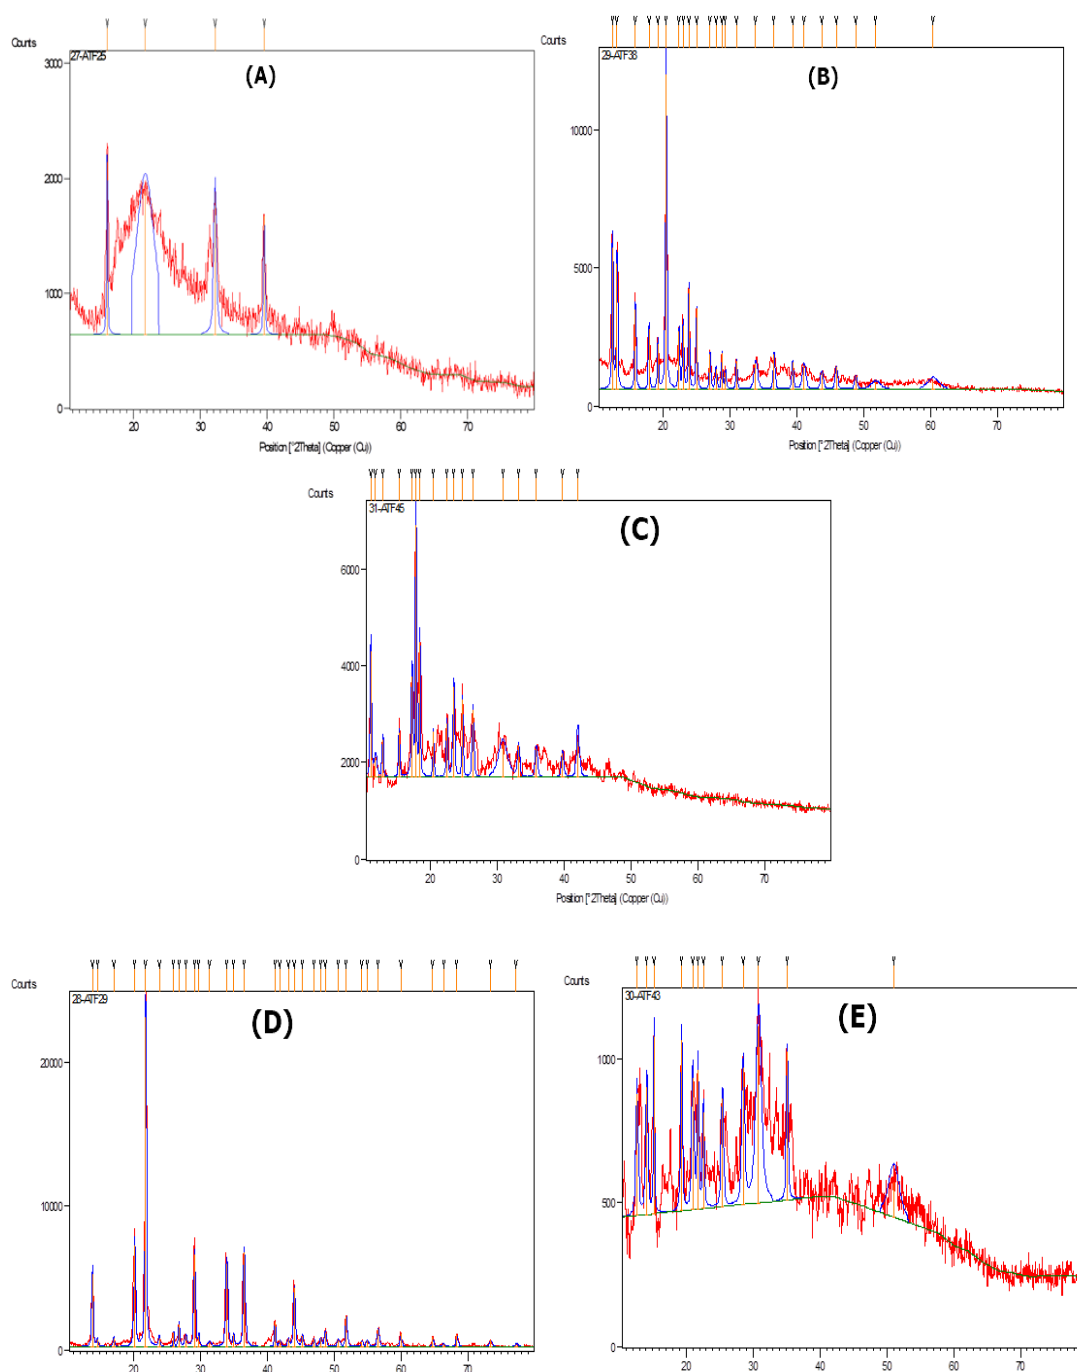 Counts
27-ATF25
(A)
3000
2000
1000
0
10 20 30 40 50 60 70
Position [°2Theta] (Copper (Cu))
Counts
29-ATF38
(B)
10000
5000
0
20 30 40 50 60 70
Position [°2Theta] (Copper (Cu))
Counts
31-ATF45
(C)
6000
4000
2000
0
20 30 40 50 60 70
Position [°2Theta] (Copper (Cu))
Counts
28-ATF29
(D)
20000
10000
0
20 30 40 50 60 70
Counts
30-ATF43
(E)
1000
500
0
20 30 40 50 60 70